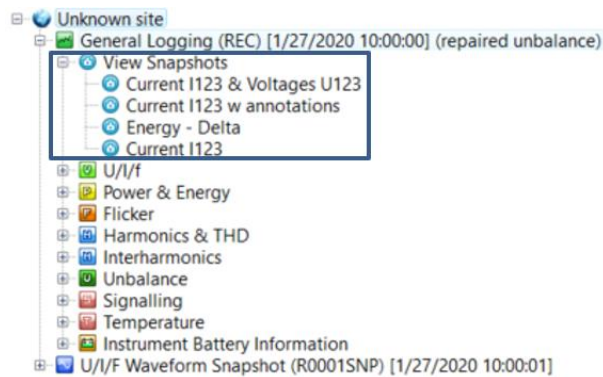 Unknown site
General Logging (REC) [1/27/2020 10:00:00] (repaired unbalance)
View Snapshots
Current I123 & Voltages U123
Current I123 w annotations
Energy - Delta
Current I123
U/I/f
Power & Energy
Flicker
Harmonics & THD
Interharmonics
Unbalance
Signalling
Temperature
Instrument Battery Information
U/I/F Waveform Snapshot (R0001SNP) [1/27/2020 10:00:01]